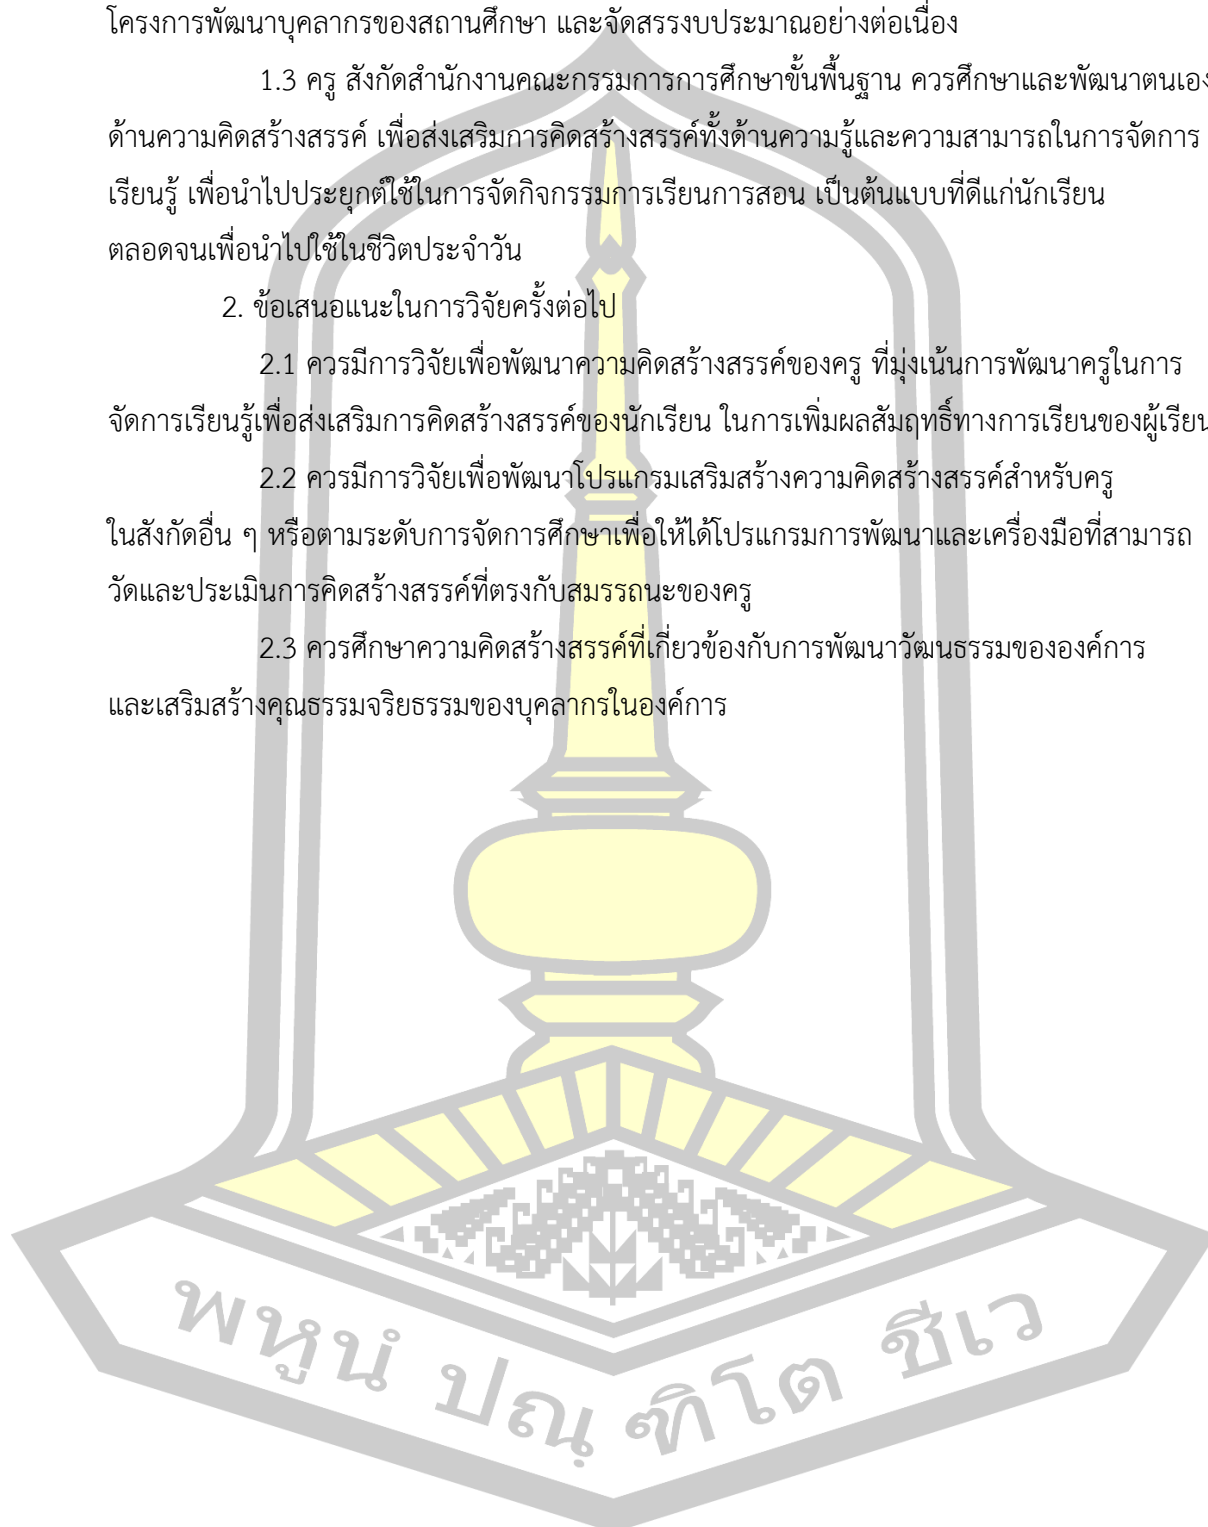 โครงการพัฒนาบุคลากรของสถานศึกษา และจัดสรรงบประมาณอย่างต่อเนื่อง
1.3 ครู สังกัดสำนักงานคณะกรรมการการศึกษาขั้นพื้นฐาน ควรศึกษาและพัฒนาตนเอง
ด้านความคิดสร้างสรรค์ เพื่อส่งเสริมการคิดสร้างสรรค์ทั้งด้านความรู้และความสามารถในการจัดการ
เรียนรู้ เพื่อนำไปประยุกต์ใช้ในการจัดกิจกรรมการเรียนการสอน เป็นต้นแบบที่ดีแก่นักเรียน
ตลอดจนเพื่อนำไปใช้ในชีวิตประจำวัน
2. ข้อเสนอแนะในการวิจัยครั้งต่อไป
2.1 ควรมีการวิจัยเพื่อพัฒนาความคิดสร้างสรรค์ของครู ที่มุ่งเน้นการพัฒนาครูในการ
จัดการเรียนรู้เพื่อส่งเสริมการคิดสร้างสรรค์ของนักเรียน ในการเพิ่มผลสัมฤทธิ์ทางการเรียนของผู้เรียน
2.2 ควรมีการวิจัยเพื่อพัฒนาโปรแกรมเสริมสร้างความคิดสร้างสรรค์สำหรับครู
ในสังกัดอื่น ๆ หรือตามระดับการจัดการศึกษาเพื่อให้ได้โปรแกรมการพัฒนาและเครื่องมือที่สามารถ
วัดและประเมินการคิดสร้างสรรค์ที่ตรงกับสมรรถนะของครู
2.3 ควรศึกษาความคิดสร้างสรรค์ที่เกี่ยวข้องกับการพัฒนาวัฒนธรรมขององค์การ
และเสริมสร้างคุณธรรมจริยธรรมของบุคลากรในองค์การ
พหูนํ ปณฺฑิโต ชีเว